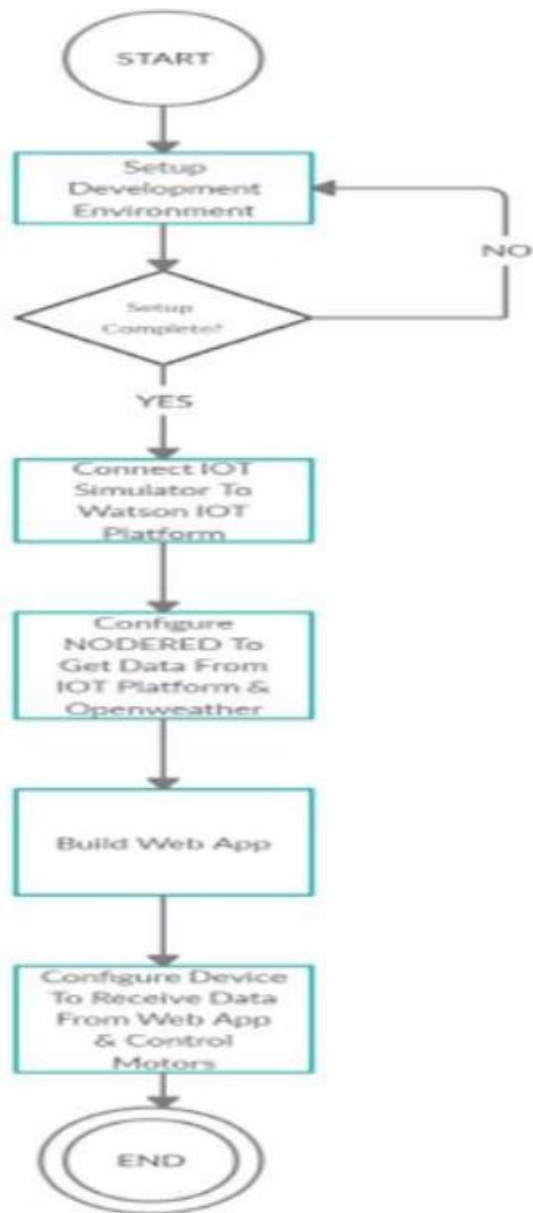 START
Setup
Development
Environment
NO
Setup
Complete?
YES
Connect IOT
Simulator To
Watson IOT
Platform
Configure
NODERED To
Get Data From
IOT Platform &
Openweather
Build Web App
Configure Device
To Receive Data
From Web App
& Control
Motors
END